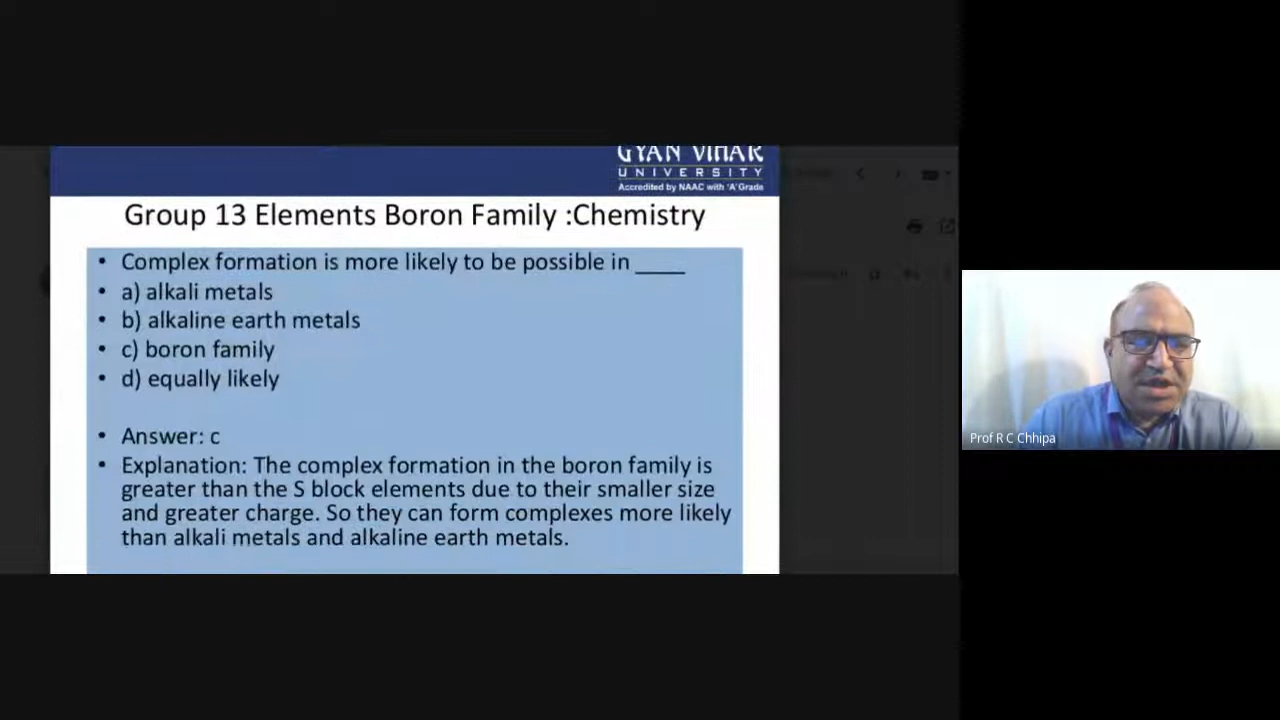 GYAN VIHAR
UNIVERSITY
Accredited by NAAC with 'A' Grade
Group 13 Elements Boron Family :Chemistry
• Complex formation is more likely to be possible in ____
• a) alkali metals
• b) alkaline earth metals
• c) boron family
• d) equally likely
• Answer: c
• Explanation: The complex formation in the boron family is
greater than the S block elements due to their smaller size
and greater charge. So they can form complexes more likely
than alkali metals and alkaline earth metals.
Prof R C Chhipa